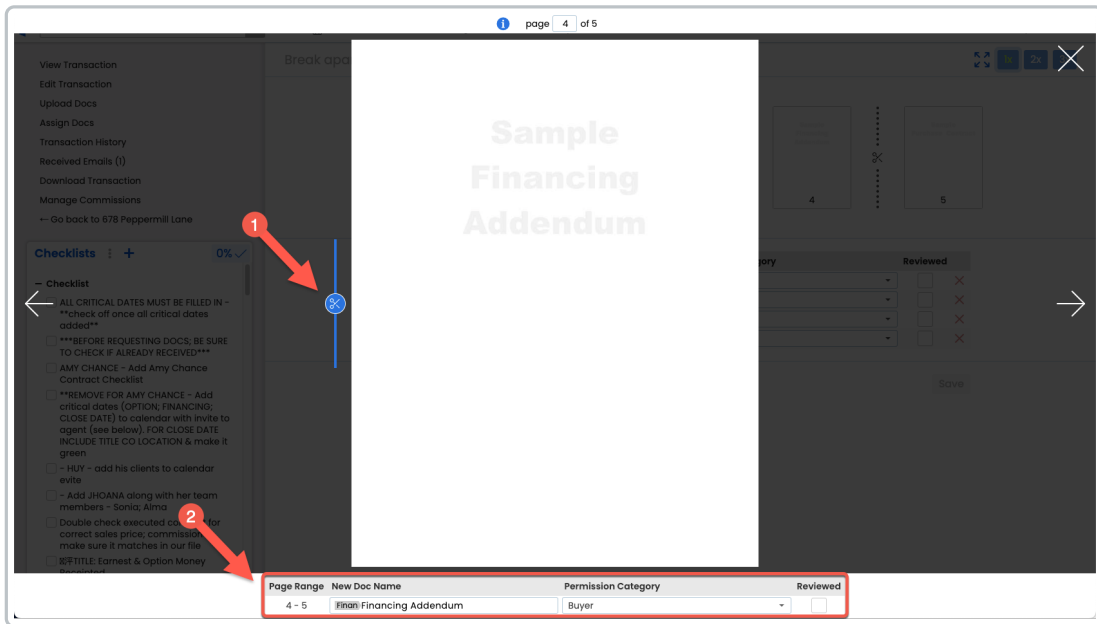 page 4 of 5
View Transaction
Edit Transaction
Upload Docs
Assign Docs
Transaction History
Received Emails (1)
Download Transaction
Manage Commissions
← Go back to 678 Peppermill Lane
Break apa
1x 2x
4
5
Sample
Financing
Addendum
1
Checklists 0%
Checklist
ALL CRITICAL DATES MUST BE FILLED IN -
**check off once all critical dates
added**
***BEFORE REQUESTING DOCS; BE SURE
TO CHECK IF ALREADY RECEIVED***
AMY CHANCE - Add Amy Chance
Contract Checklist
**REMOVE FOR AMY CHANCE - Add
critical dates (OPTION; FINANCING;
CLOSE DATE) to calendar with invite to
agent (see below). FOR CLOSE DATE
INCLUDE TITLE CO LOCATION & make it
green
- HUY - add his clients to calendar
evite
- Add JHOANA along with her team
members - Sonia; Alma
Double check executed co for
correct sales price; commission
make sure it matches in our file
TITLE: Earnest & Option Money
Receipted
gory Reviewed
Save
2
Page Range New Doc Name Permission Category Reviewed
4 - 5 Finan Financing Addendum Buyer